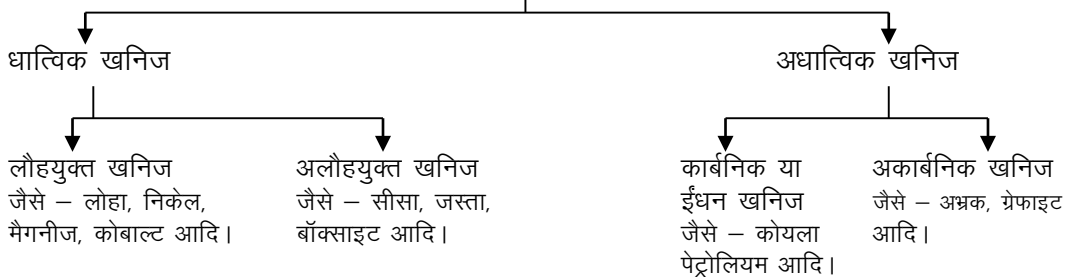 धात्विक खनिज
अधात्विक खनिज
लौहयुक्त खनिज
जैसे – लोहा, निकेल,
मैगनीज, कोबाल्ट आदि।
अलौहयुक्त खनिज
जैसे – सीसा, जस्ता,
बॉक्साइट आदि।
कार्बनिक या
ईंधन खनिज
जैसे – कोयला
पेट्रोलियम आदि।
अकार्बनिक खनिज
जैसे – अभ्रक, ग्रेफाइट
आदि।